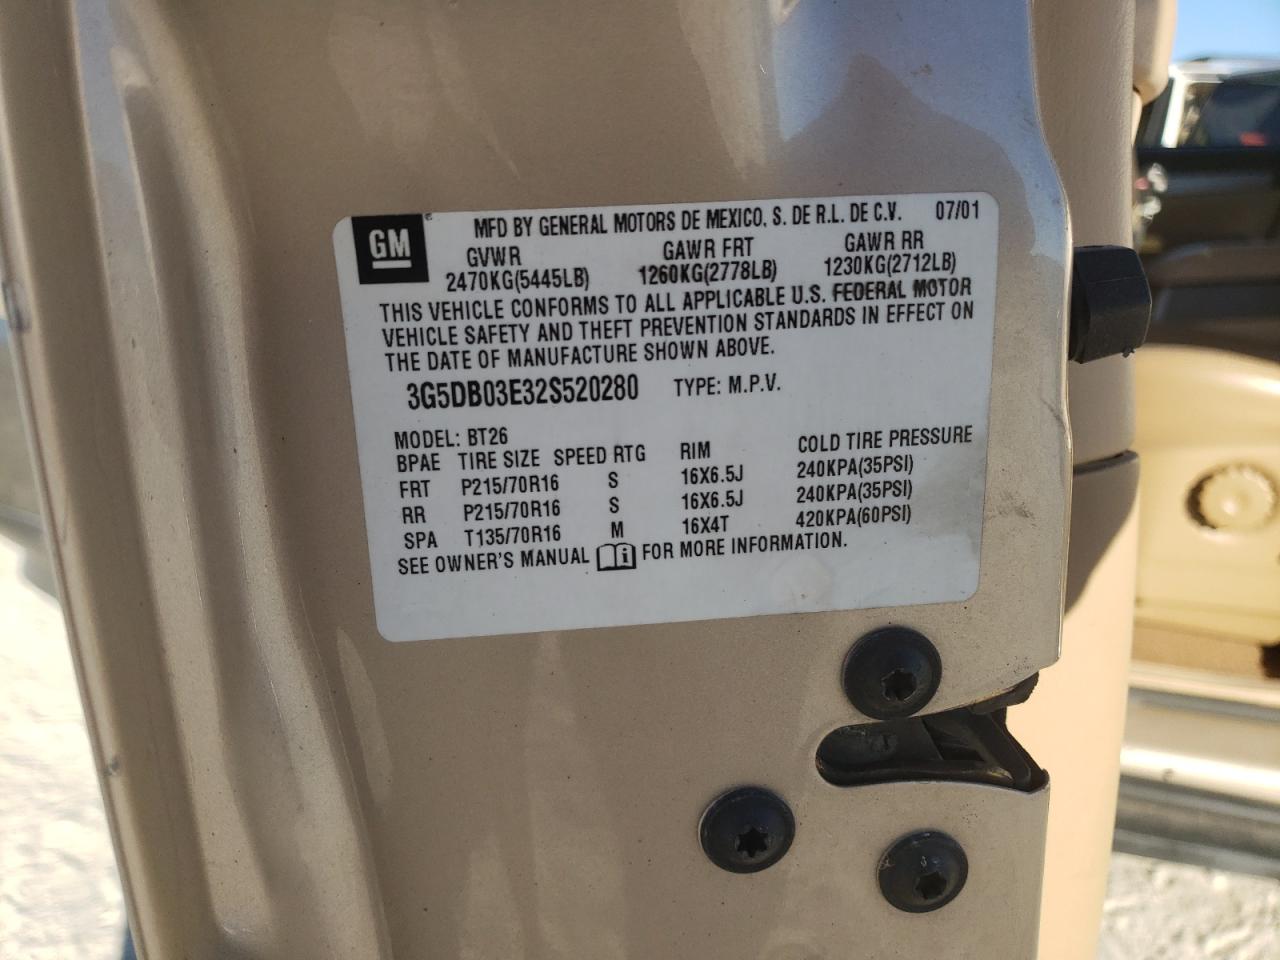 GM MFD BY GENERAL MOTORS DE MEXICO, S. DE R.L. DE C.V. 07/01
GVWR GAWR FRT GAWR RR
2470KG(5445LB) 1260KG(2778LB) 1230KG(2712LB)
THIS VEHICLE CONFORMS TO ALL APPLICABLE U.S. FEDERAL MOTOR
VEHICLE SAFETY AND THEFT PREVENTION STANDARDS IN EFFECT ON
THE DATE OF MANUFACTURE SHOWN ABOVE.
3G5DB03E32S520280 TYPE: M.P.V.
MODEL: BT26
BPAE TIRE SIZE SPEED RTG RIM COLD TIRE PRESSURE
FRT P215/70R16 S 16X6.5J 240KPA(35PSI)
RR P215/70R16 S 16X6.5J 240KPA(35PSI)
SPA T135/70R16 M 16X4T 420KPA(60PSI)
SEE OWNER'S MANUAL i FOR MORE INFORMATION.